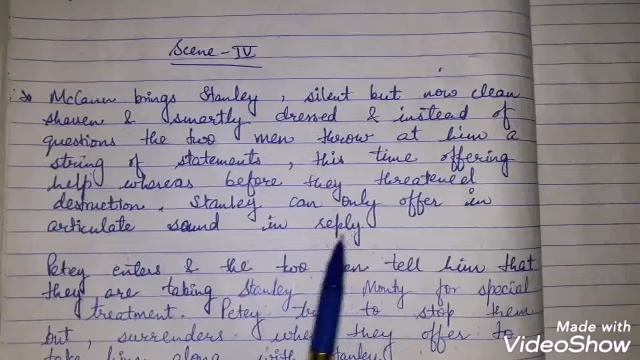 Scene - IV
McCann brings Stanley, silent but now clean
shaven & smartly dressed & instead of
questions the two men throw at him a
string of statements, this time offering
help whereas before they threatened
destruction. Stanley can only offer in
articulate sound in reply
Petey enters & the two tell him that
they are taking Stanley Monty for special
treatment. Petey to stop them
but, surrenders when they offer to
take him along with Stanley.
Made with
VideoShow